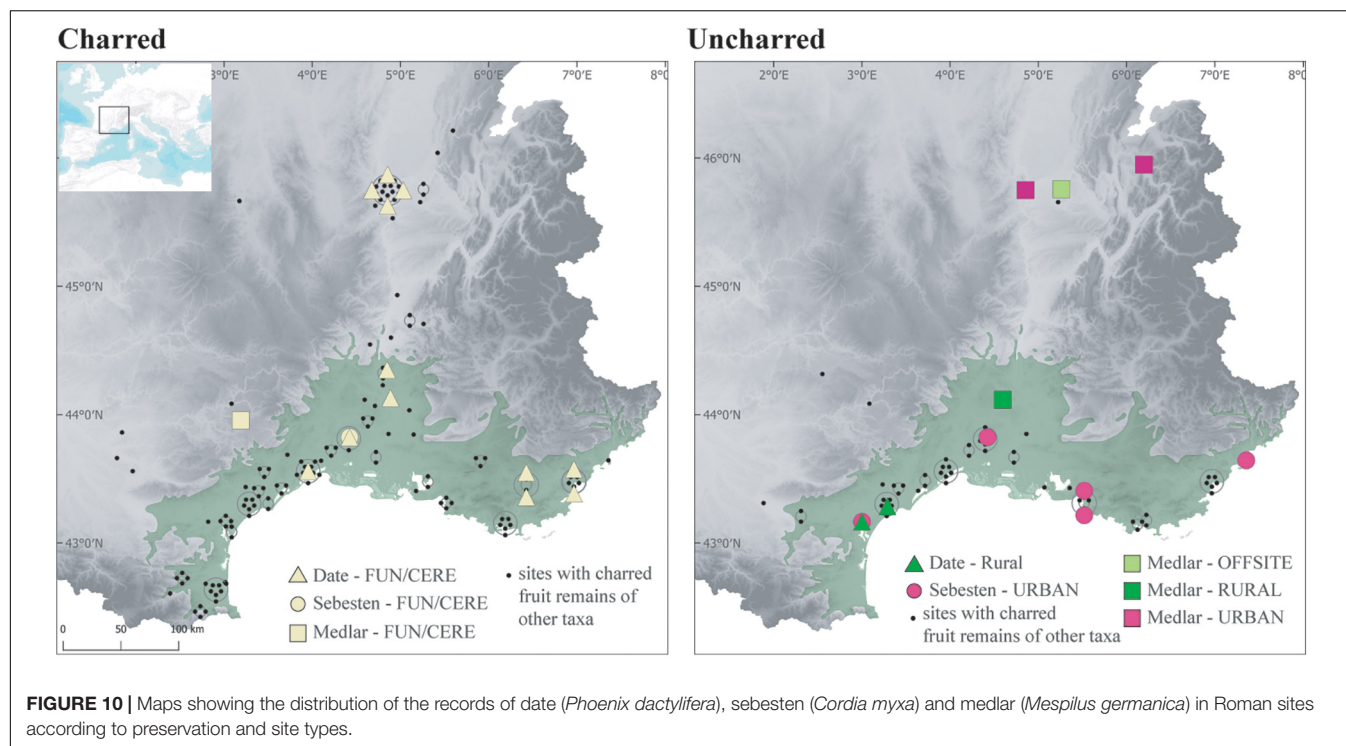 Charred
Uncharred
3°0'E 4°0'E 5°0'E 6°0'E 7°0'E 8°0
2°0'E 3°0'E 4°0'E 5°0'E 6°0'E 7°0'E 8°0
46°0'N
45°0'N
45°0'N
44°0'N
44°0'N
43°0'N
43°0'N
Date - FUN/CERE
Sebesten - FUN/CERE
Medlar - FUN/CERE
sites with charred
fruit remains of
other taxa
0 50 100 km
Date - Rural
Sebesten - URBAN
sites with charred
fruit remains of other taxa
Medlar - OFFSITE
Medlar - RURAL
Medlar - URBAN
FIGURE 10 | Maps showing the distribution of the records of date (Phoenix dactylifera), sebesten (Cordia myxa) and medlar (Mespilus germanica) in Roman sites
according to preservation and site types.